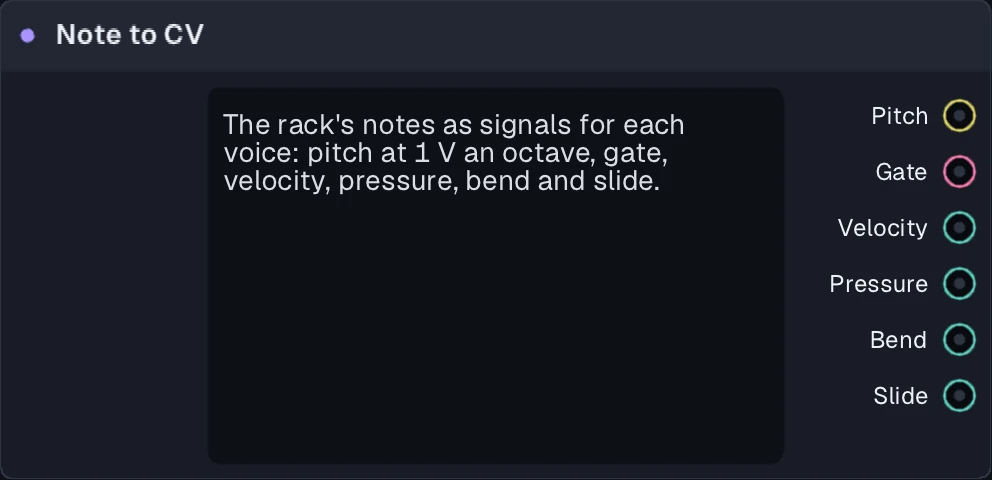 Note to CV
The rack's notes as signals for each
voice: pitch at 1 V an octave, gate,
velocity, pressure, bend and slide.
Pitch
Gate
Velocity
Pressure
Bend
Slide